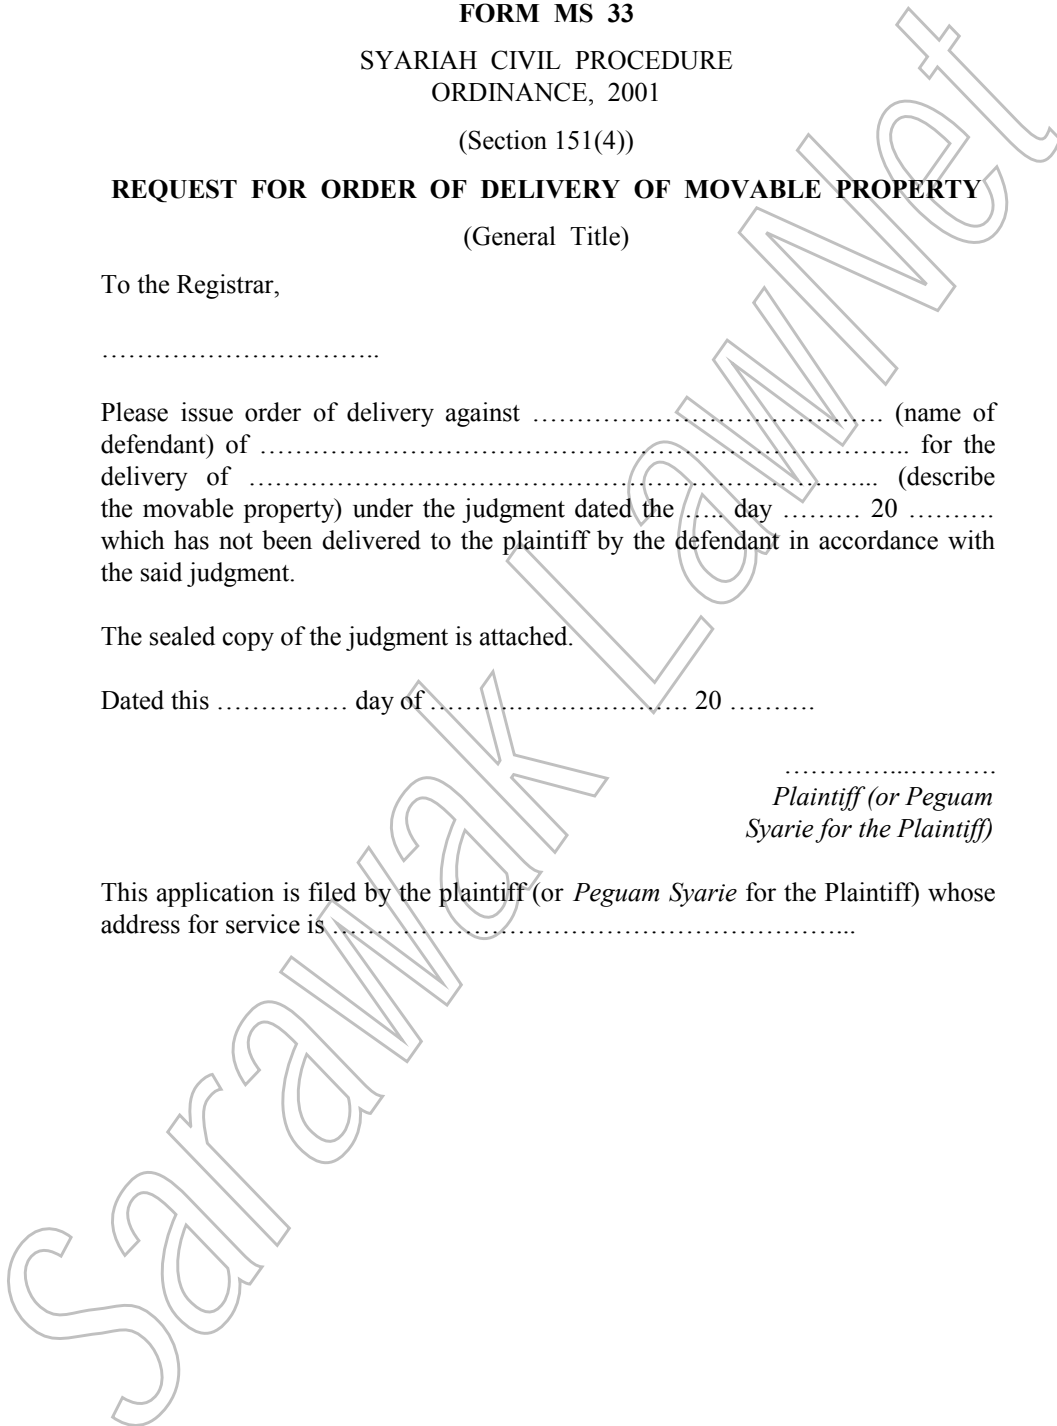 FORM MS 33
SYARIAH CIVIL PROCEDURE
ORDINANCE, 2001
(Section 151(4))
REQUEST FOR ORDER OF DELIVERY OF MOVABLE PROPERTY
(General Title)
To the Registrar,
…………………………..
Please issue order of delivery against …………………………………. (name of
defendant) of ……………………………………………………………….. for the
delivery of ……………………………………………………………... (describe
the movable property) under the judgment dated the ….. day ……… 20 ……….
which has not been delivered to the plaintiff by the defendant in accordance with
the said judgment.
The sealed copy of the judgment is attached.
Dated this …………… day of ……….……….………. 20 ……….
…………...……….
Plaintiff (or Peguam
Syarie for the Plaintiff)
This application is filed by the plaintiff (or Peguam Syarie for the Plaintiff) whose
address for service is …………………………………………………...
Sarawak LawNet